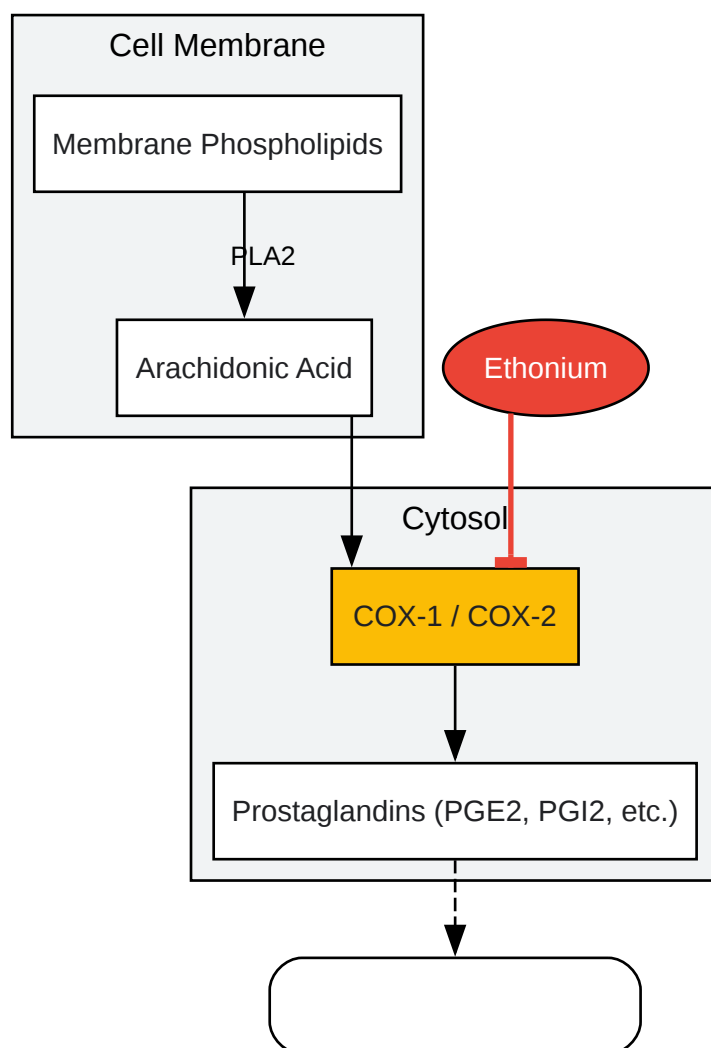 Cell Membrane
Membrane Phospholipids
PLA2
Arachidonic Acid
Ethonium
Cytosol
COX-1 / COX-2
Prostaglandins (PGE2, PGI2, etc.)